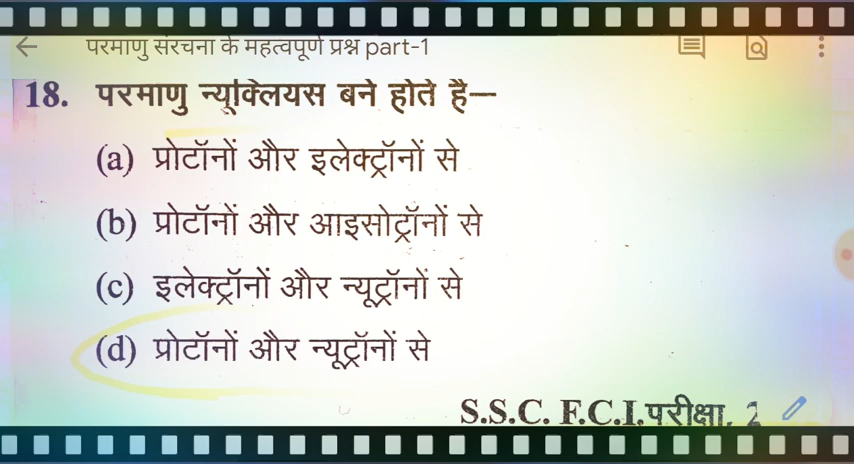 परमाणु संरचना के महत्वपूर्ण प्रश्न part-1
18. परमाणु न्यूक्लियस बने होते है—
(a) प्रोटॉनों और इलेक्ट्रॉनों से
(b) प्रोटॉनों और आइसोट्रॉनों से
(c) इलेक्ट्रॉनों और न्यूट्रॉनों से
(d) प्रोटॉनों और न्यूट्रॉनों से
S.S.C. F.C.I. परीक्षा,